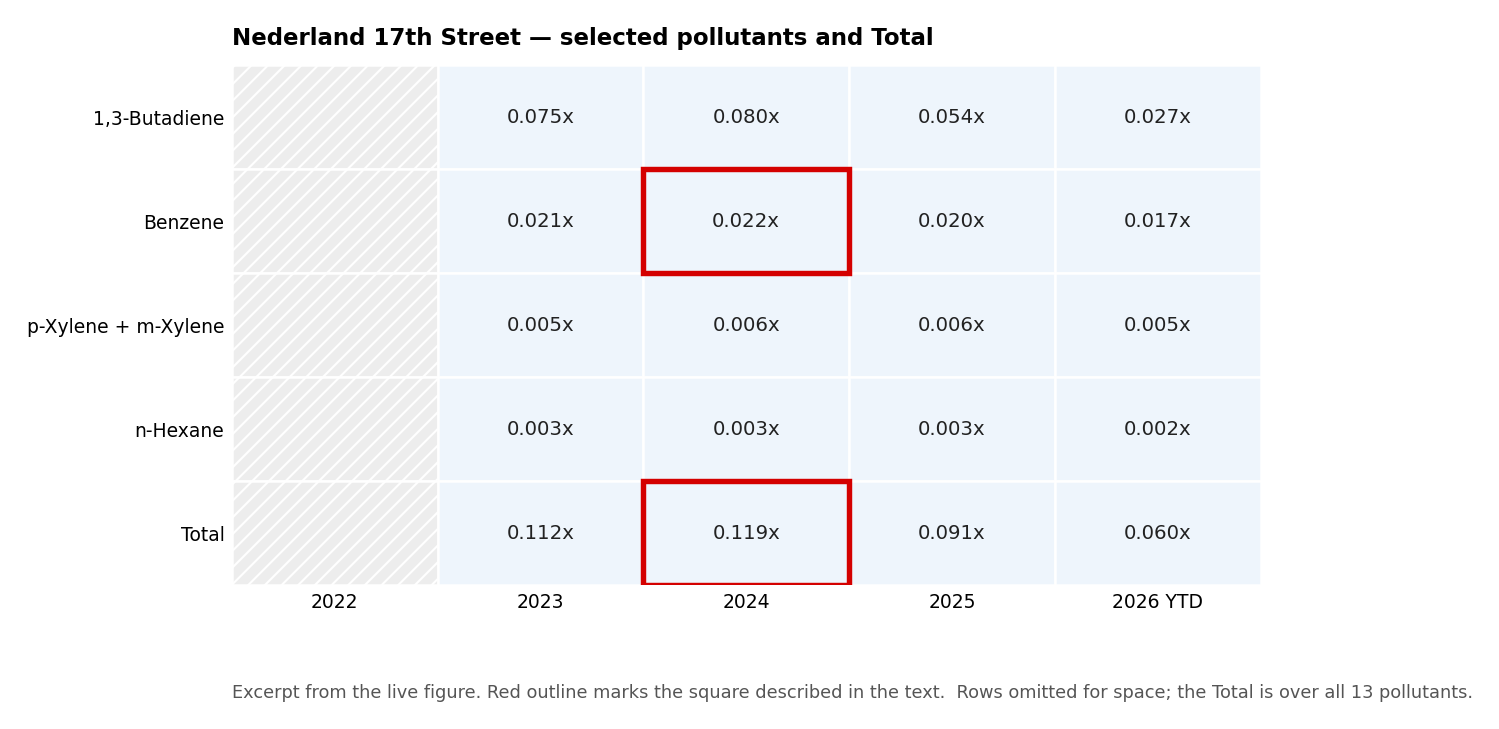 Nederland 17th Street — selected pollutants and Total
1,3-Butadiene 0.075x 0.080x 0.054x 0.027x
Benzene 0.021x 0.022x 0.020x 0.017x
p-Xylene + m-Xylene 0.005x 0.006x 0.006x 0.005x
n-Hexane 0.003x 0.003x 0.003x 0.002x
Total 0.112x 0.119x 0.091x 0.060x
2022 2023 2024 2025 2026 YTD
Excerpt from the live figure. Red outline marks the square described in the text.  Rows omitted for space; the Total is over all 13 pollutants.